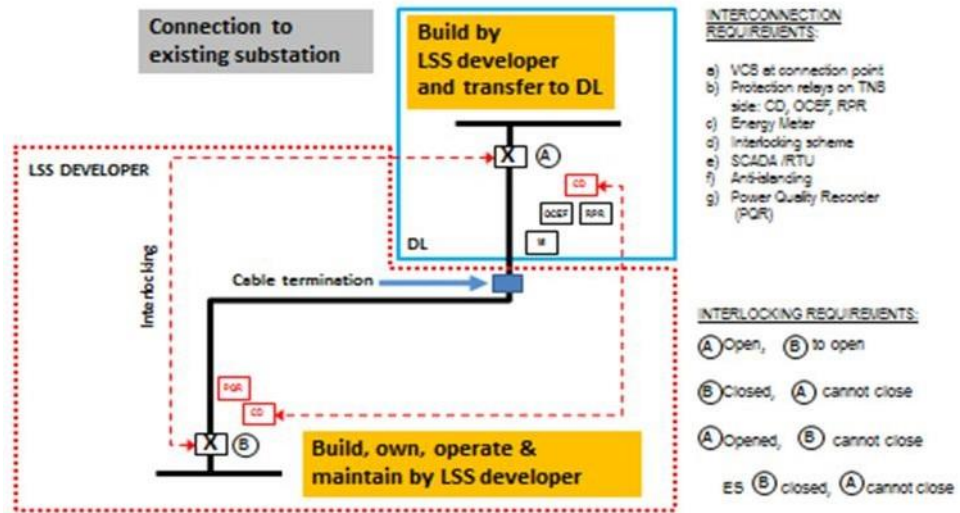 Connection to
existing substation
Build by
LSS developer
and transfer to DL
INTERCONNECTION
REQUIREMENTS:
a) VCB at connection point
b) Protection relays on TNB
side: CD, OCEF, RPR
c) Energy Meter
d) Interlocking scheme
e) SCADA /RTU
f) Anti-islanding
g) Power Quality Recorder
(PQR)
LSS DEVELOPER
X A
CD
OCEF RPR
M
DL
Interlocking
Cable termination
PQR
CD
X B
Build, own, operate &
maintain by LSS developer
INTERLOCKING REQUIREMENTS:
A Open, B to open
B Closed, A cannot close
A Opened, B cannot close
ES B closed, A cannot close